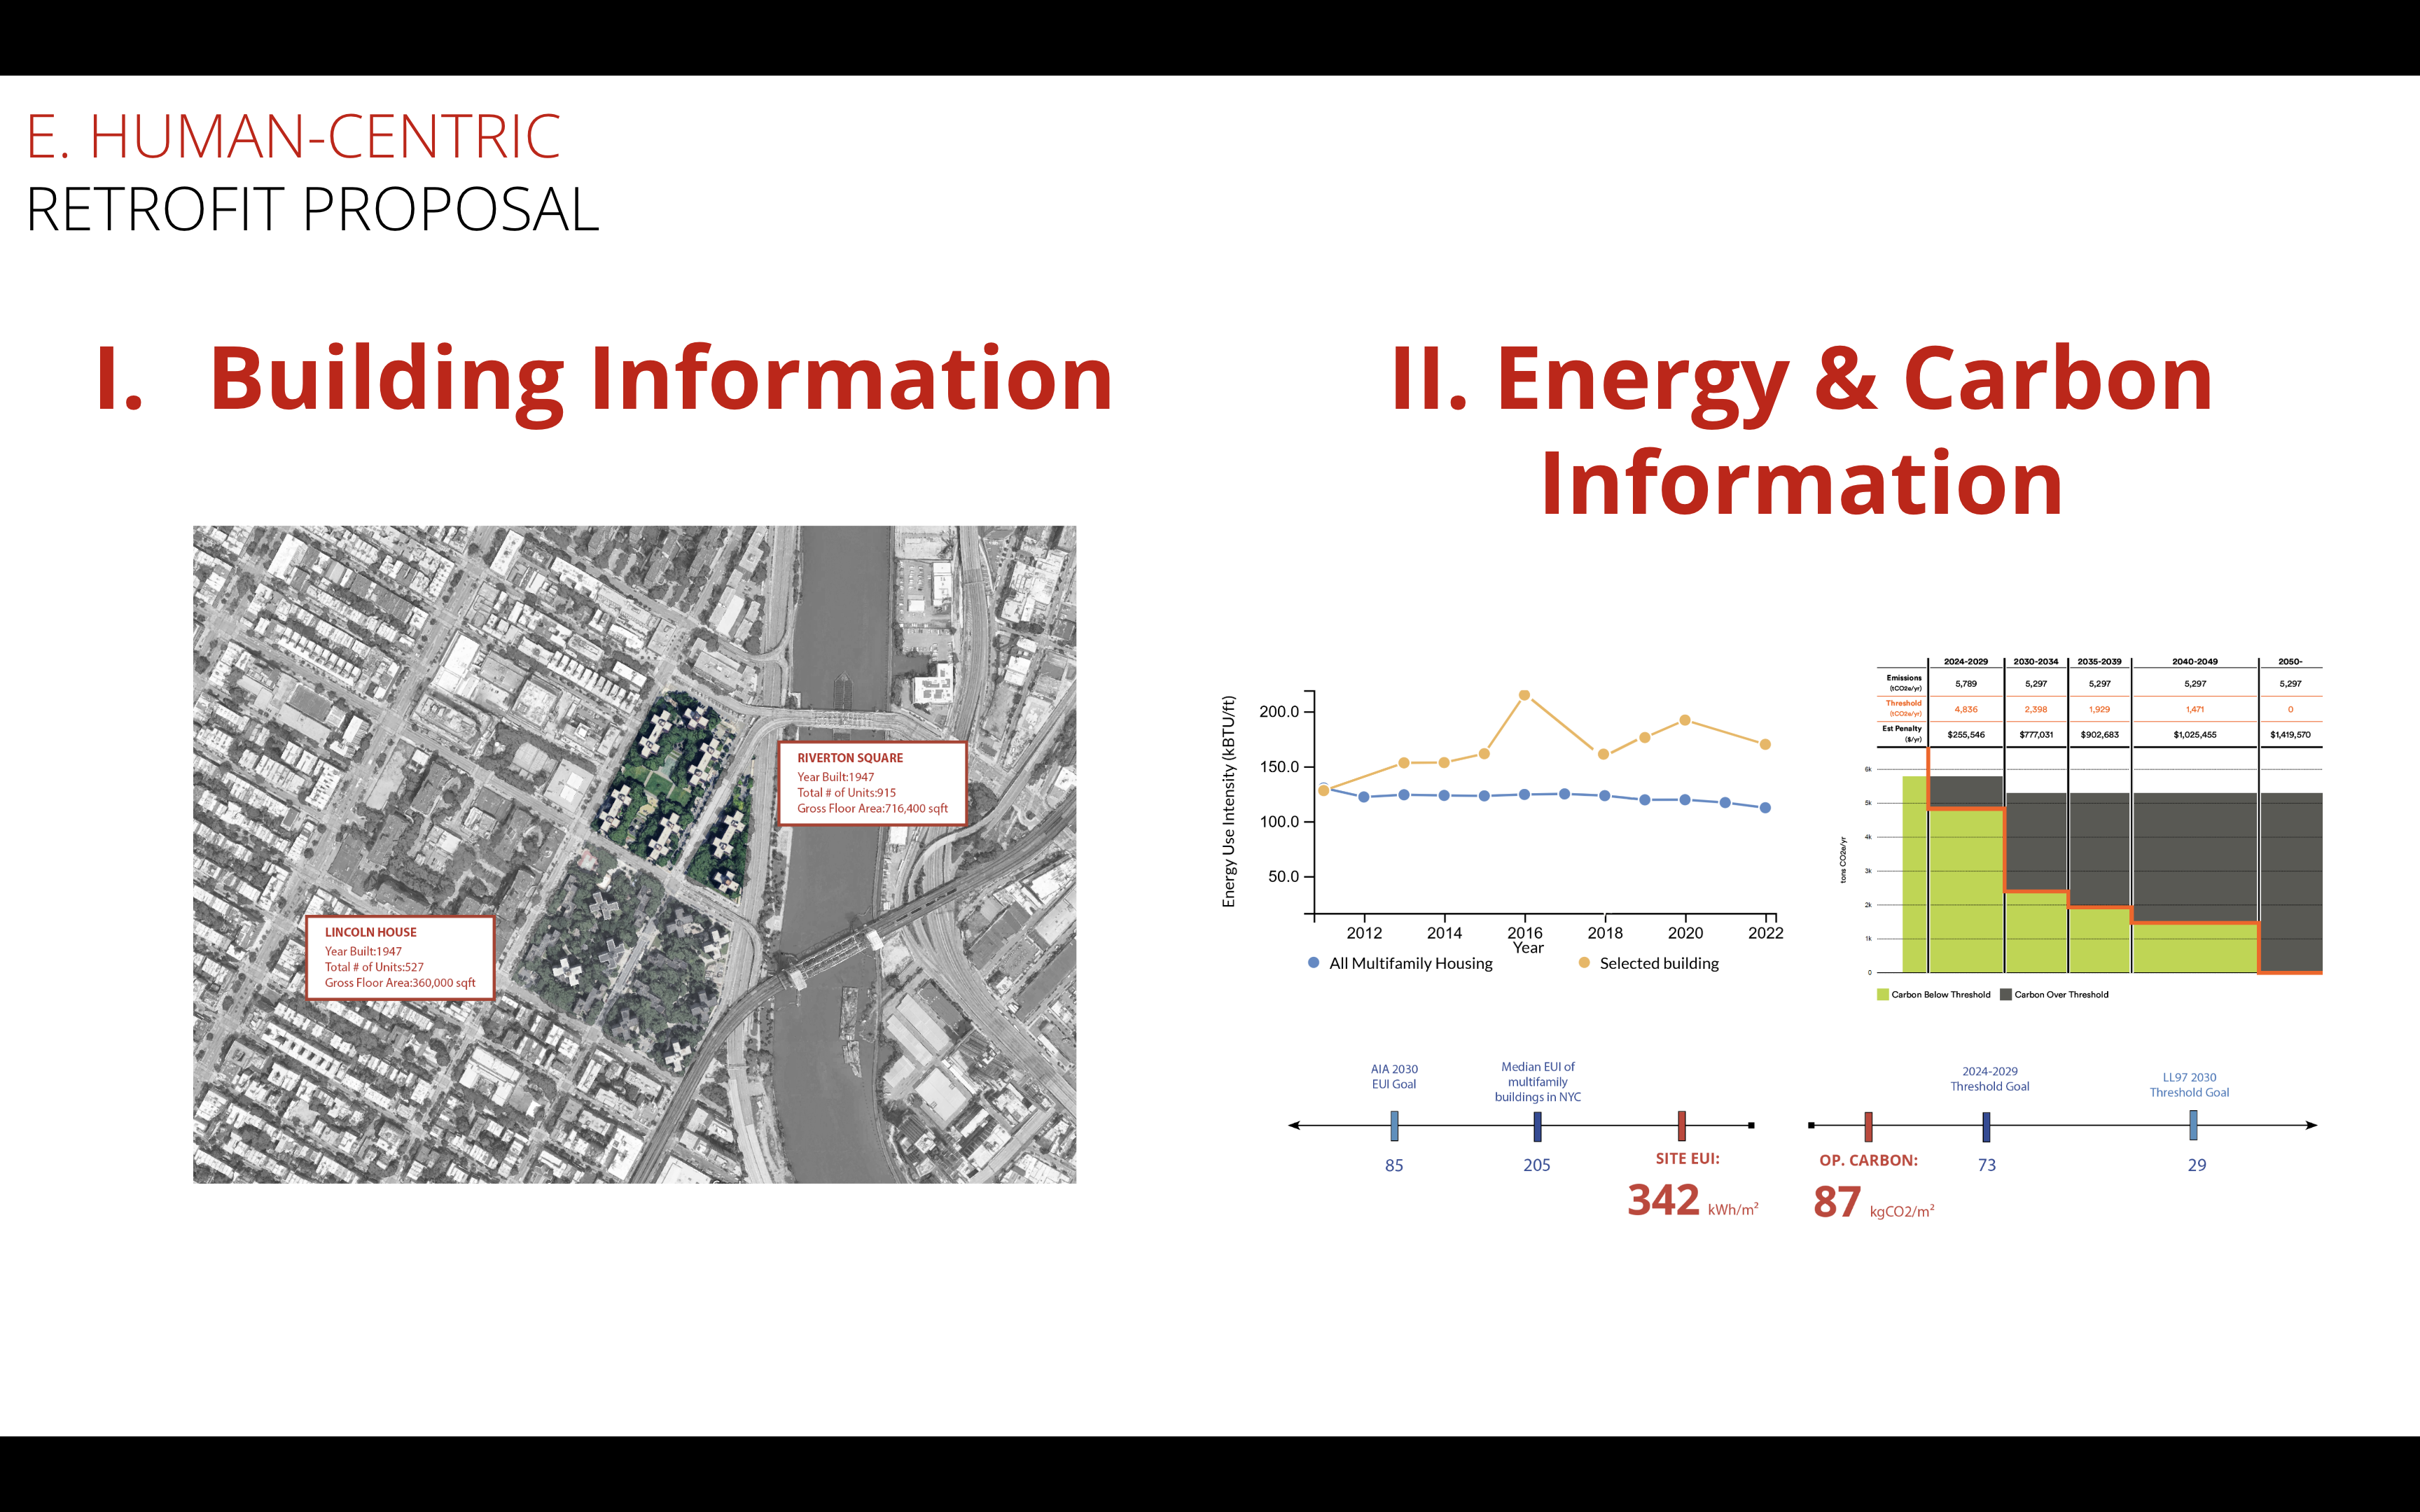 E. HUMAN-CENTRIC
RETROFIT PROPOSAL
I. Building Information
RIVERTON SQUARE
Year Built:1947
Total # of Units:915
Gross Floor Area:716,400 sqft
LINCOLN HOUSE
Year Built:1947
Total # of Units:527
Gross Floor Area:360,000 sqft
II. Energy & Carbon
Information
Energy Use Intensity (kBTU/ft)
200.0
150.0
100.0
50.0
2012 2014 2016 2018 2020 2022
Year
All Multifamily Housing Selected building
2024-2029 2030-2034 2035-2039 2040-2049 2050-
Emissions
(tCO2e/yr)
5,789 5,297 5,297 5,297 5,297
Threshold
(tCO2e/yr)
4,836 2,398 1,929 1,471 0
Est Penalty
($/yr)
$255,546 $777,031 $902,683 $1,025,455 $1,419,570
tons CO2e/yr
6k
5k
4k
3k
2k
1k
0
Carbon Below Threshold Carbon Over Threshold
AIA 2030
EUI Goal
85
Median EUI of
multifamily
buildings in NYC
205
SITE EUI:
342 kWh/m²
OP. CARBON:
87 kgCO2/m²
2024-2029
Threshold Goal
73
LL97 2030
Threshold Goal
29